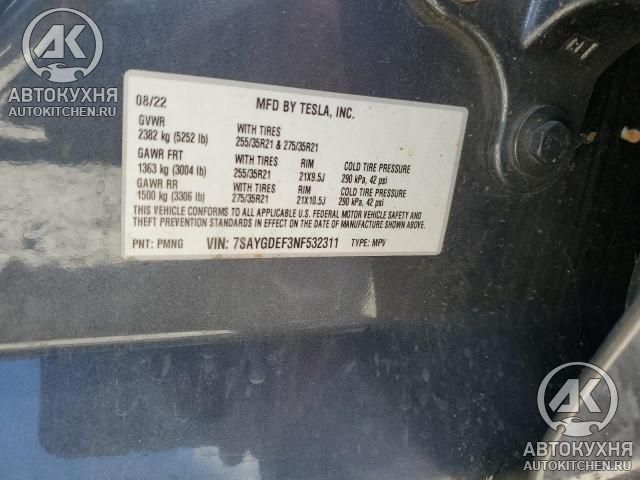 AK
АВТОКУХНЯ
AUTOKITCHEN.RU
08/22 MFD BY TESLA, INC.
GVWR
2382 kg (5252 lb) WITH TIRES
255/35R21 & 275/35R21
GAWR FRT WITH TIRES RIM COLD TIRE PRESSURE
1363 kg (3004 lb) 255/35R21 21X9.5J 290 kPa, 42 psi
GAWR RR WITH TIRES RIM COLD TIRE PRESSURE
1500 kg (3306 lb) 275/35R21 21X10.5J 290 kPa, 42 psi
THIS VEHICLE CONFORMS TO ALL APPLICABLE U.S. FEDERAL MOTOR VEHICLE SAFETY AND
THEFT PREVENTION STANDARDS IN EFFECT ON THE DATE OF MANUFACTURE SHOWN ABOVE.
PNT: PMNG VIN: 7SAYGDEF3NF532311 TYPE: MPV
AK
АВТОКУХНЯ
AUTOKITCHEN.RU